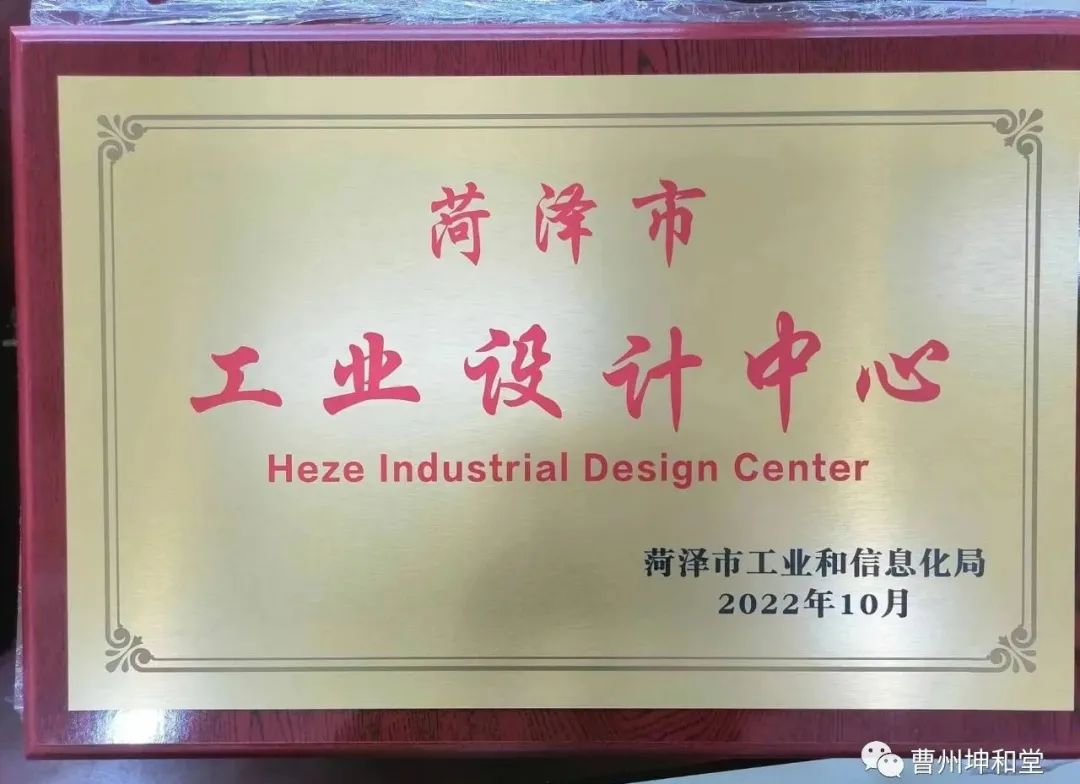 菏泽市
工业设计中心
Heze Industrial Design Center
菏泽市工业和信息化局
2022年10月
曹州坤和堂